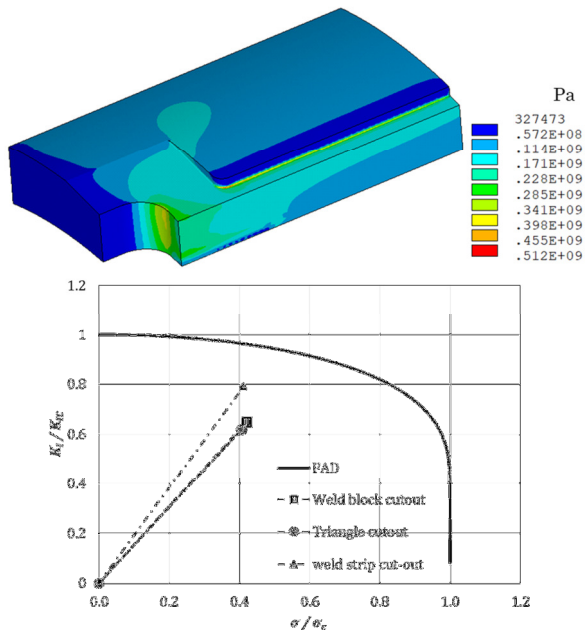 Pa
327473
.572E+08
.114E+09
.171E+09
.228E+09
.285E+09
.341E+09
.398E+09
.455E+09
.512E+09
1.2
1
0.8
0.6
0.4
0.2
0
K_I/K_IC
PAD
Weld block cutout
Triangle cutout
weld strip cut-out
0.0
0.2
0.4
0.6
0.8
1.0
1.2